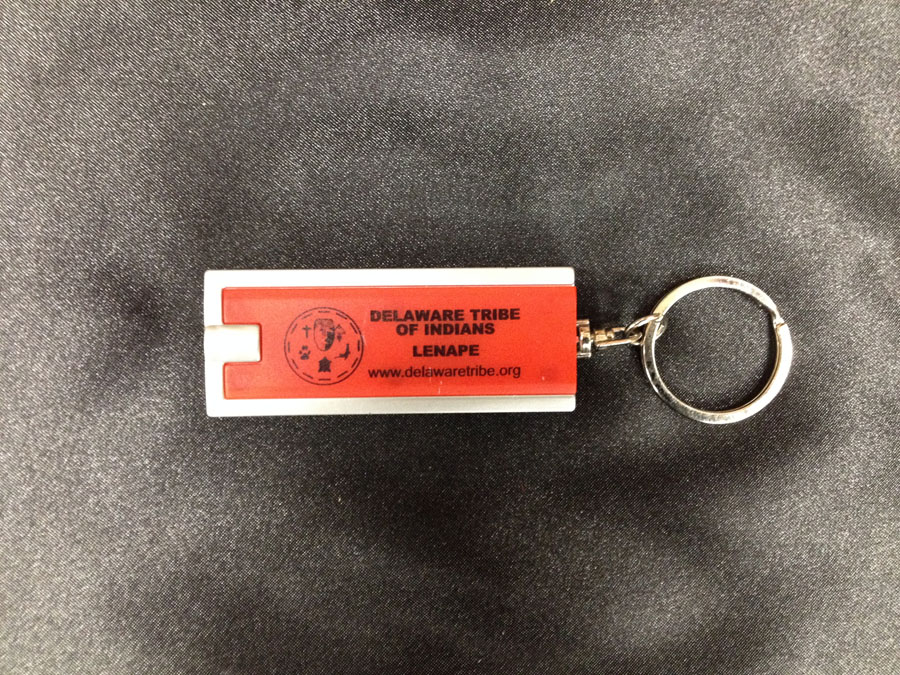 DELAWARE TRIBE
OF INDIANS
LENAPE
www.delawaretribe.org